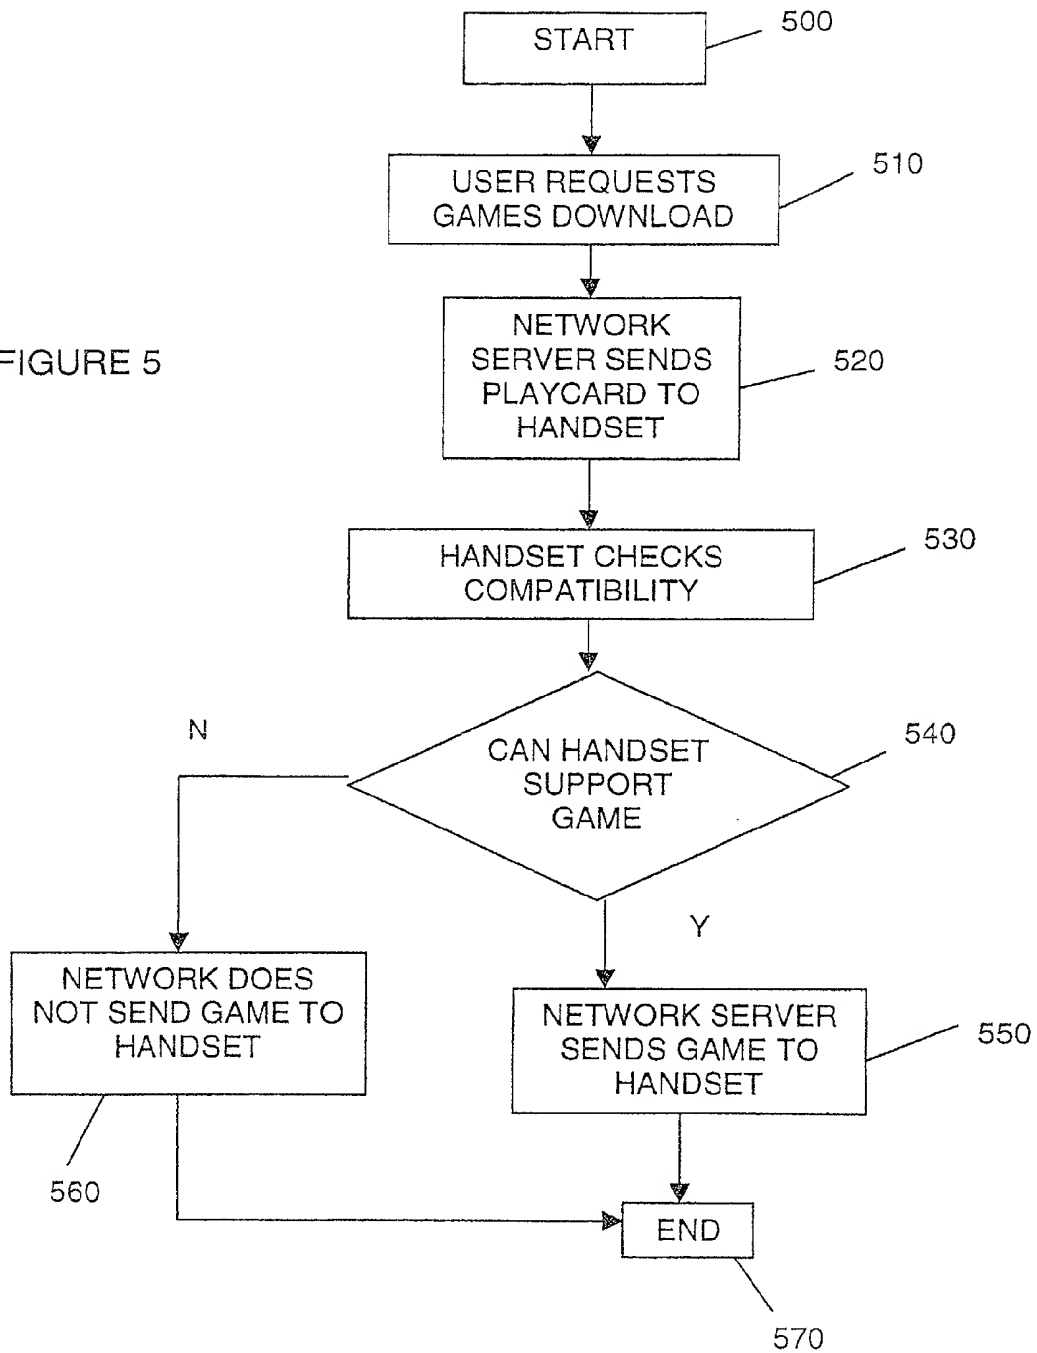 START
500
USER REQUESTS
GAMES DOWNLOAD
510
FIGURE 5
NETWORK
SERVER SENDS
PLAYCARD TO
HANDSET
520
HANDSET CHECKS
COMPATIBILITY
530
N
CAN HANDSET
SUPPORT
GAME
540
Y
NETWORK DOES
NOT SEND GAME TO
HANDSET
560
NETWORK SERVER
SENDS GAME TO
HANDSET
550
END
570